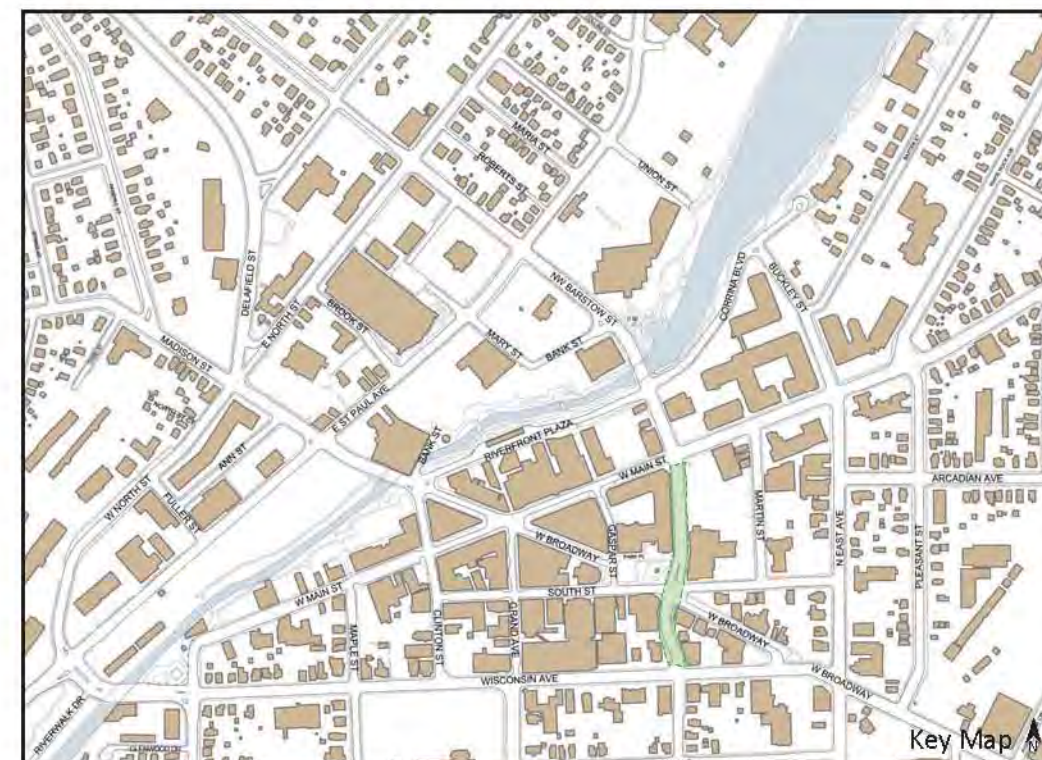 MARIA ST
ROBERTS ST
UNION ST
DELAFIELD ST
E NORTH ST
BROOK ST
NW BARSTOW ST
CORRINA BLVD
BUCKLEY ST
MADISON ST
MARY ST
BANK ST
E ST PAUL AVE
BANK ST
RIVERFRONT PLAZA
ANN ST
W NORTH ST
FULLER ST
W MAIN ST
ARCADIAN AVE
MARTIN ST
N EAST AVE
PLEASANT ST
GASPAR ST
W BROADWAY
W MAIN ST
SOUTH ST
CLINTON ST
GRAND AVE
MAPLE ST
W BROADWAY
WISCONSIN AVE
W BROADWAY
RIVERWALK DR
Key Map
N